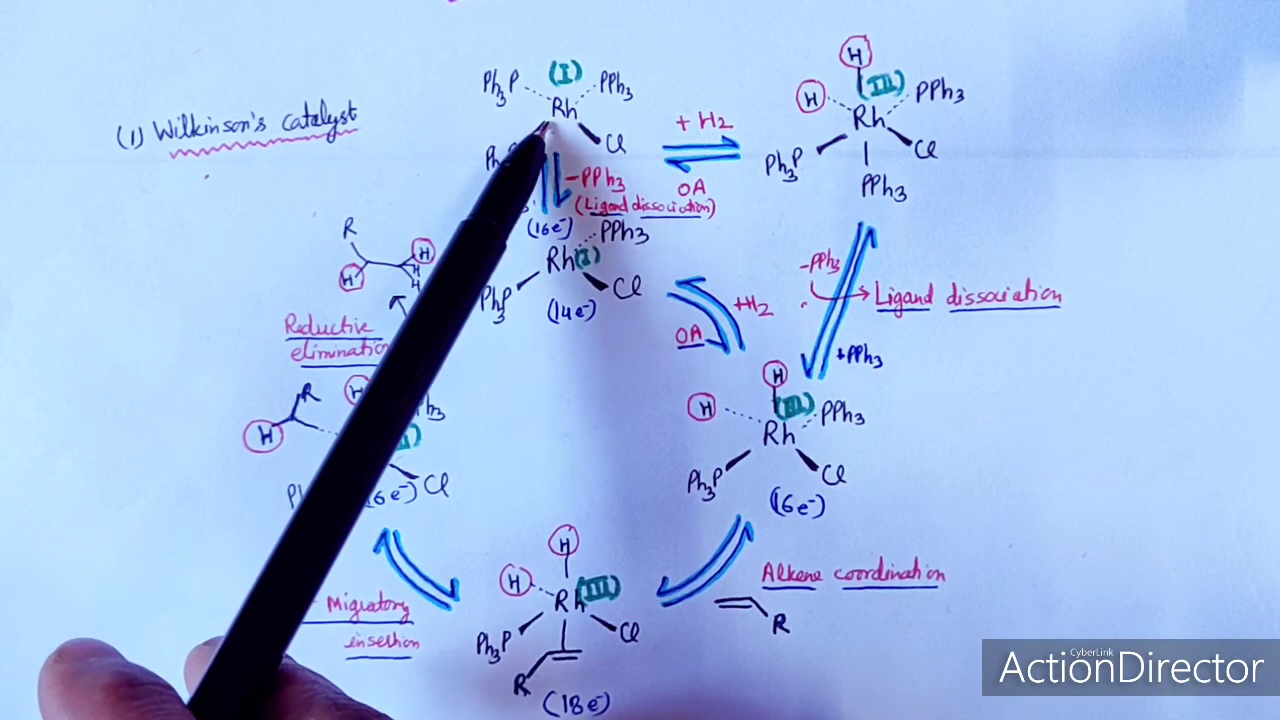 (1) Wilkinson's catalyst
Ph₃P (I) PPh₃
Rh
Cl
+ H₂
OA
H
H (III) PPh₃
Rh
Ph₃P Cl
PPh₃
-PPh₃
(Ligand dissociation)
(16e⁻)
PPh₃
Rh(I)
Ph₃P Cl
(14e⁻)
+H₂
OA
-PPh₃
Ligand dissociation
+PPh₃
R
H H
H
H
Reductive
elimination
H
R
H
Cl
H
H (III) PPh₃
Rh
Ph₃P Cl
(16e⁻)
Alkene coordination
R
Migratory
insertion
H
H (III)
Rh
Ph₃P Cl
R
(18e⁻)
CyberLink
ActionDirector